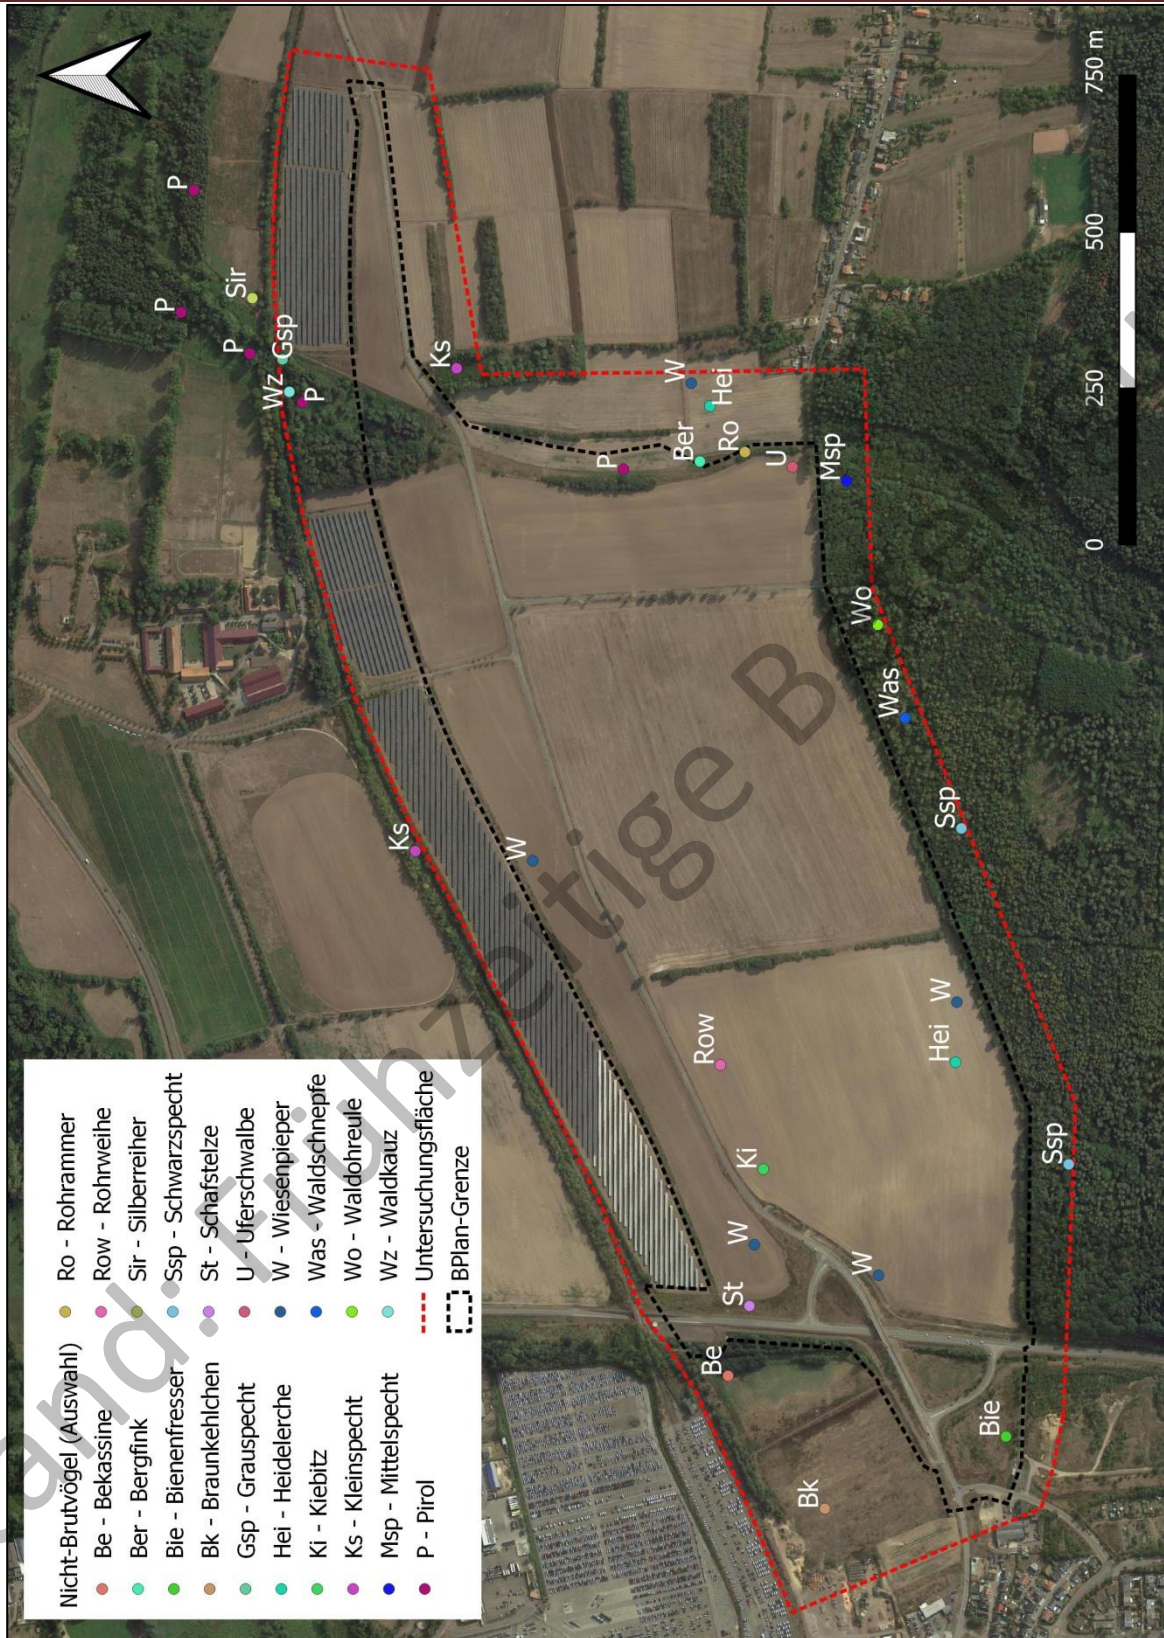 Nicht-Brutvögel (Auswahl)
Be - Bekassine
Ber - Bergfink
Bie - Bienenfresser
Bk - Braunkehlchen
Gsp - Grauspecht
Hei - Heidelerche
Ki - Kiebitz
Ks - Kleinspecht
Msp - Mittelspecht
P - Pirol
Ro - Rohrammer
Row - Rohrweihe
Sir - Silberreiher
Ssp - Schwarzspecht
St - Schafstelze
U - Uferschwalbe
W - Wiesenpieper
Was - Waldschnepfe
Wo - Waldohreule
Wz - Waldkauz
Untersuchungsfläche
BPlan-Grenze
P
P
Sir
P
Gsp
Wz
P
Ks
Ks
W
Hei
P
Ber
Ro
U
Msp
W
Wo
Was
Ssp
Row
W
Hei
Ki
W
St
W
Ssp
Be
Bk
Bie
0
250
500
750 m
Frühzeitige